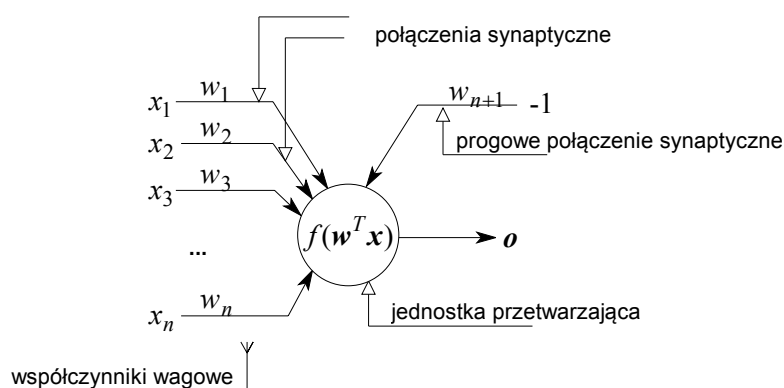 połączenia synaptyczne
x₁ w₁
wₙ₊₁ -1
x₂ w₂
progowe połączenie synaptyczne
x₃ w₃
f(wᵀx)
o
...
xₙ wₙ
jednostka przetwarzająca
współczynniki wagowe